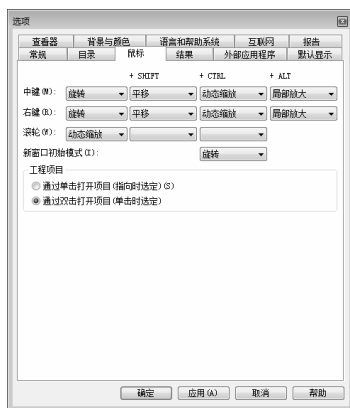 选项
查看器 背景与颜色 语言和帮助系统 互联网 报告
常规 目录 鼠标 结果 外部应用程序 默认显示
+ SHIFT + CTRL + ALT
中键(M): 旋转 平移 动态缩放 局部放大
右键(R): 旋转 平移 动态缩放 局部放大
滚轮(W): 动态缩放
新窗口初始模式(I): 旋转
工程项目
通过单击打开项目(指向时选定)(S)
通过双击打开项目(单击时选定)
确定 应用(A) 取消 帮助